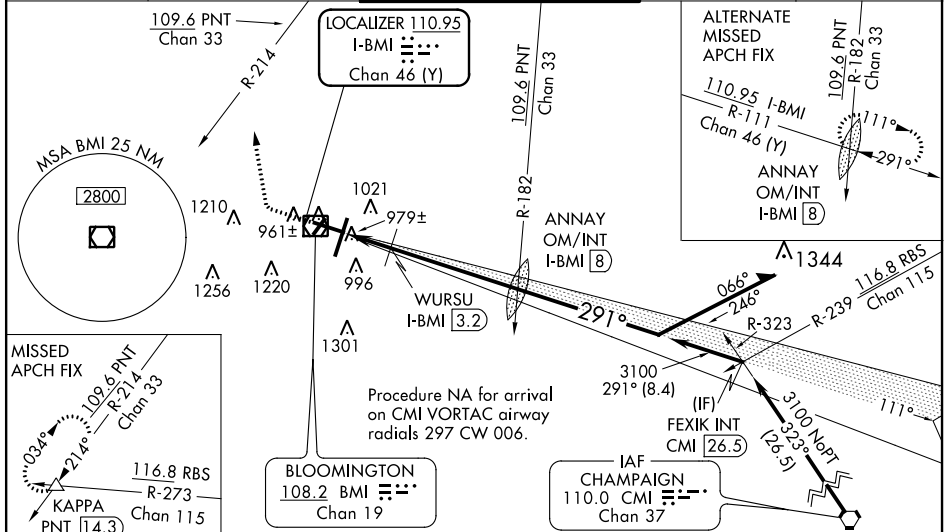 109.6 PNT
Chan 33
R-214
LOCALIZER 110.95
I-BMI
Chan 46 (Y)
109.6 PNT
Chan 33
R-182
ALTERNATE
MISSED
APCH FIX
109.6 PNT
R-182
Chan 33
110.95 I-BMI
R-111
Chan 46 (Y)
111°
291°
ANNAY
OM/INT
I-BMI 8
MSA BMI 25 NM
2800
1210
961±
1021
979±
1256
1220
996
1301
WURSU
I-BMI 3.2
ANNAY
OM/INT
I-BMI 8
1344
066°
246°
R-239
116.8 RBS
Chan 115
R-323
291°
3100
291° (8.4)
(IF)
FEXIK INT
CMI 26.5
3100 NoPT
323°
(26.5)
111°
MISSED
APCH FIX
109.6 PNT
R-214
Chan 33
034°
214°
116.8 RBS
R-273
Chan 115
KAPPA
PNT 14.3
Procedure NA for arrival
on CMI VORTAC airway
radials 297 CW 006.
BLOOMINGTON
108.2 BMI
Chan 19
IAF
CHAMPAIGN
110.0 CMI
Chan 37